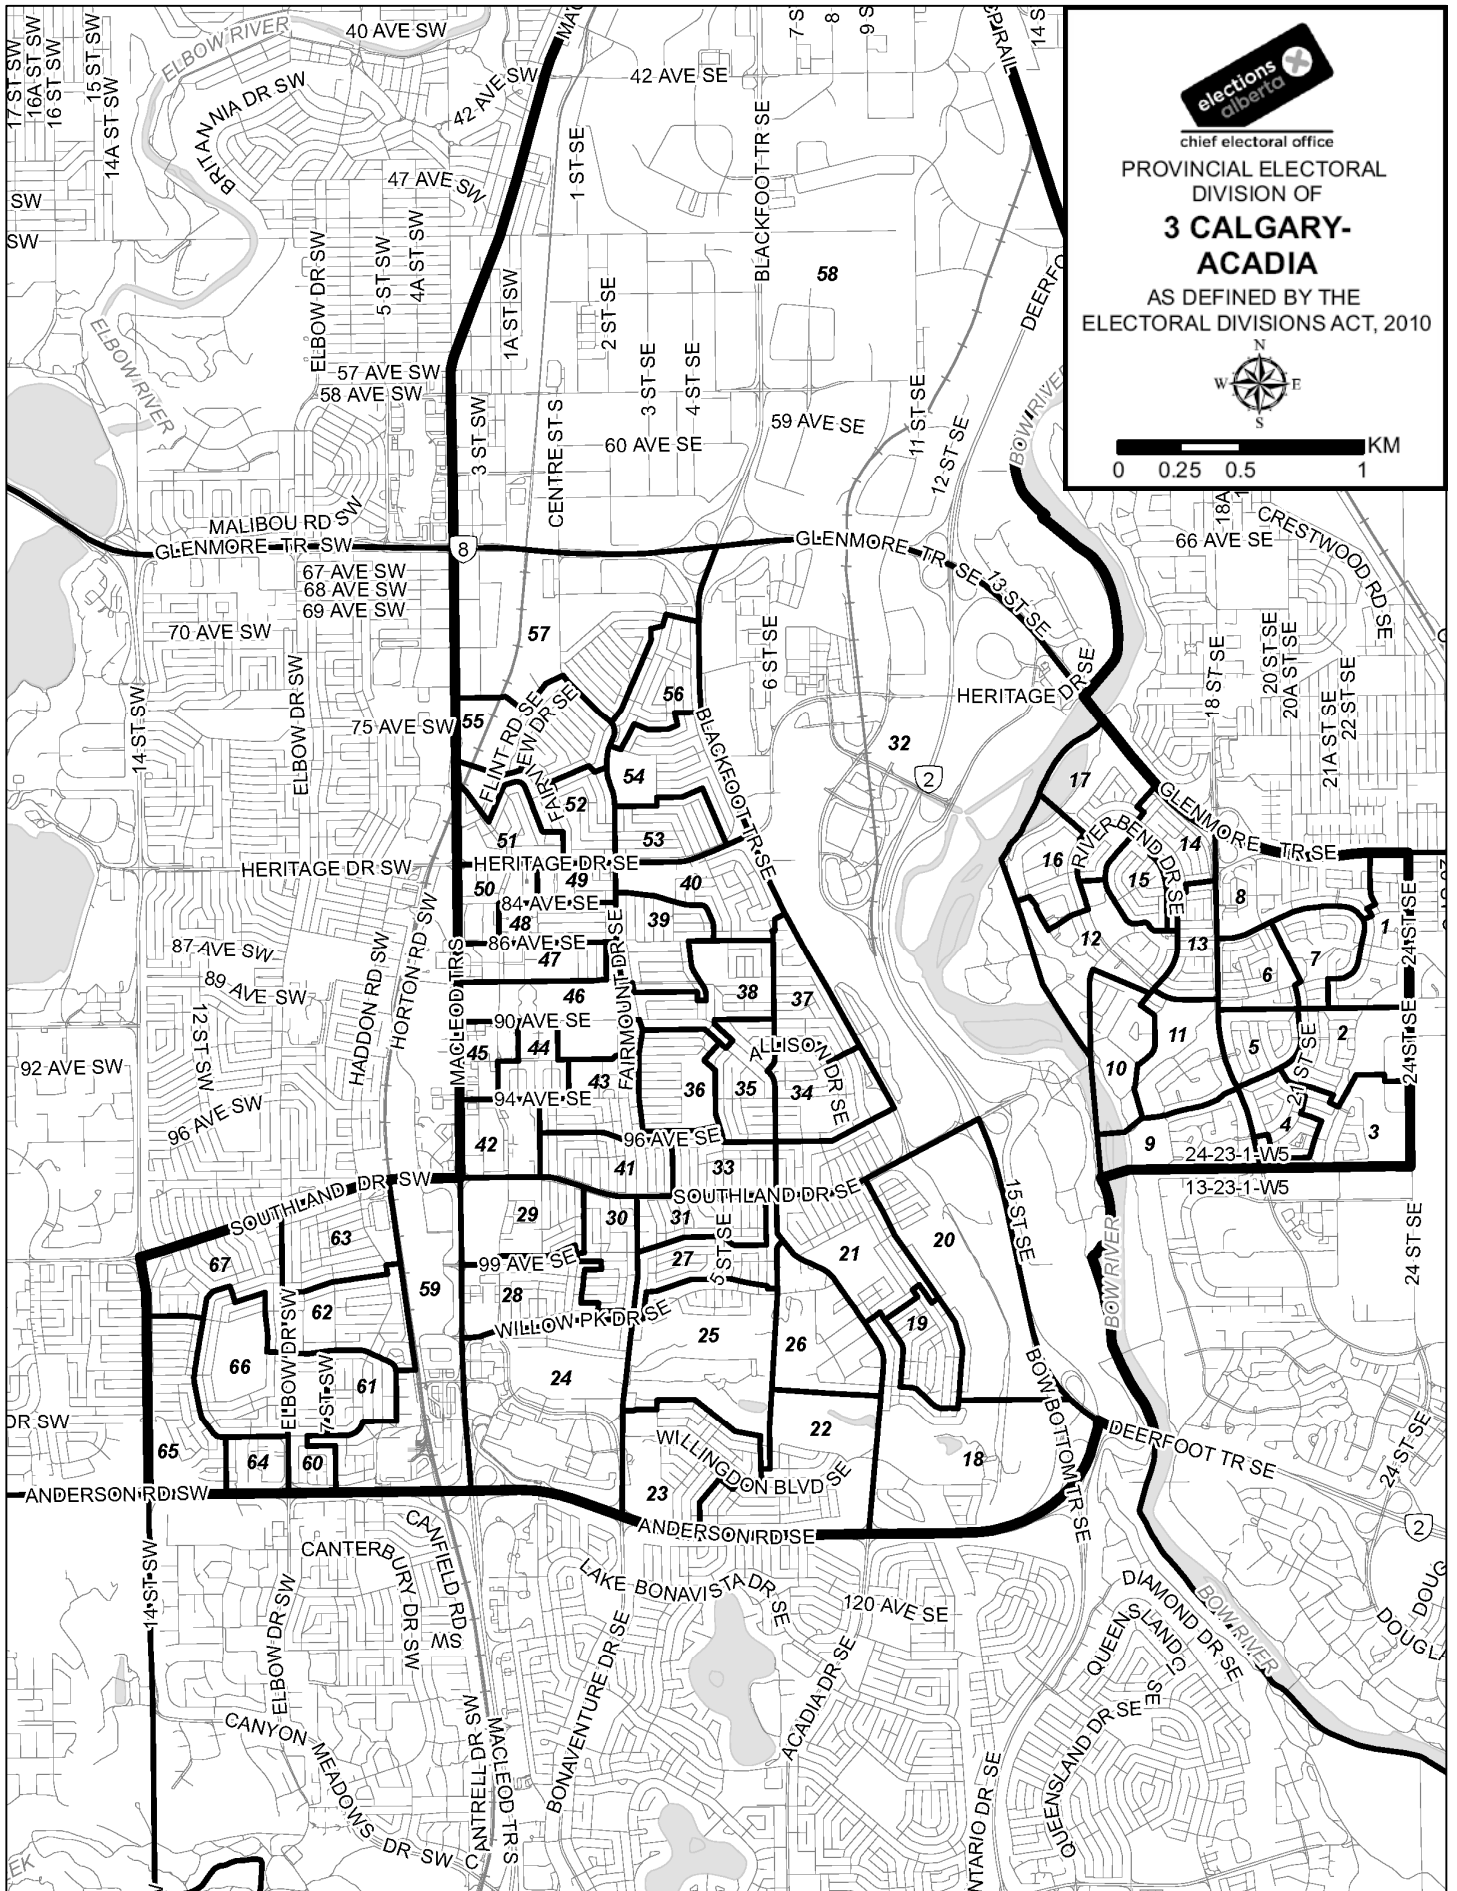 elections
alberta
chief electoral office
PROVINCIAL ELECTORAL
DIVISION OF
3 CALGARY-
ACADIA
AS DEFINED BY THE
ELECTORAL DIVISIONS ACT, 2010
N
W E
S
KM
0 0.25 0.5 1
17 ST SW
16A ST SW
16 ST SW
15 ST SW
14A ST SW
ELBOW RIVER
40 AVE SW
BRITANNIA DR SW
42 AVE SW
42 AVE SE
47 AVE SW
1 ST SE
BLACKFOOT TR SE
SW
SW
ELBOW DR SW
5 ST SW
4A ST SW
1A ST SW
2 ST SE
58
ELBOW RIVER
57 AVE SW
58 AVE SW
3 ST SE
4 ST SE
3 ST SW
CENTRE ST S
60 AVE SE
59 AVE SE
11 ST SE
12 ST SE
BOW RIVER
MALIBOU RD SW
GLENMORE TR SW
8
GLENMORE TR SE
13 ST SE
66 AVE SE
CRESTWOOD RD SE
67 AVE SW
68 AVE SW
69 AVE SW
70 AVE SW
57
6 ST SE
HERITAGE DR SE
18 ST SE
20 ST SE
20A ST SE
21A ST SE
22 ST SE
14 ST SW
ELBOW DR SW
75 AVE SW
55
FLINT RD SE
FAIRVIEW DR SE
56
BLACKFOOT TR SE
32
2
17
54
52
51
53
GLENMORE TR SE
RIVERBEND DR SE
16
15
14
HERITAGE DR SW
HERITAGE DR SE
50
49
40
84 AVE SE
48
39
8
1
24 ST SE
87 AVE SW
86 AVE SE
47
12
13
7
6
89 AVE SW
HADDON RD SW
HORTON RD SW
MACLEOD TR S
FAIRMOUNT DR SE
46
38
37
12 ST SW
90 AVE SE
45
44
43
11
5
2
21 ST SE
24 ST SE
92 AVE SW
ALLISON DR SE
36
35
34
10
94 AVE SE
96 AVE SW
42
96 AVE SE
41
33
9
4
3
24-23-1-W5
13-23-1-W5
SOUTHLAND DR SW
SOUTHLAND DR SE
29
30
31
15 ST SE
20
24 ST SE
BOW RIVER
63
67
99 AVE SE
27
5 ST SE
21
59
28
62
WILLOW PK DR SE
19
25
26
66
ELBOW DR SW
7 ST SW
61
24
DR SW
65
64
60
22
WILLINGDON BLVD SE
23
18
BOW BOTTOM TR SE
DEERFOOT TR SE
24 ST SE
ANDERSON RD SW
ANDERSON RD SE
2
CANTERBURY DR SW
CANFIELD RD SW
LAKE BONAVISTA DR SE
120 AVE SE
14 ST SW
ELBOW DR SW
BONAVENTURE DR SE
ACADIA DR SE
DIAMOND DR SE
BOW RIVER
CANYON MEADOWS DR SW
CANTRELL DR SW
MACLEOD TR S
QUEENSLAND DR SE